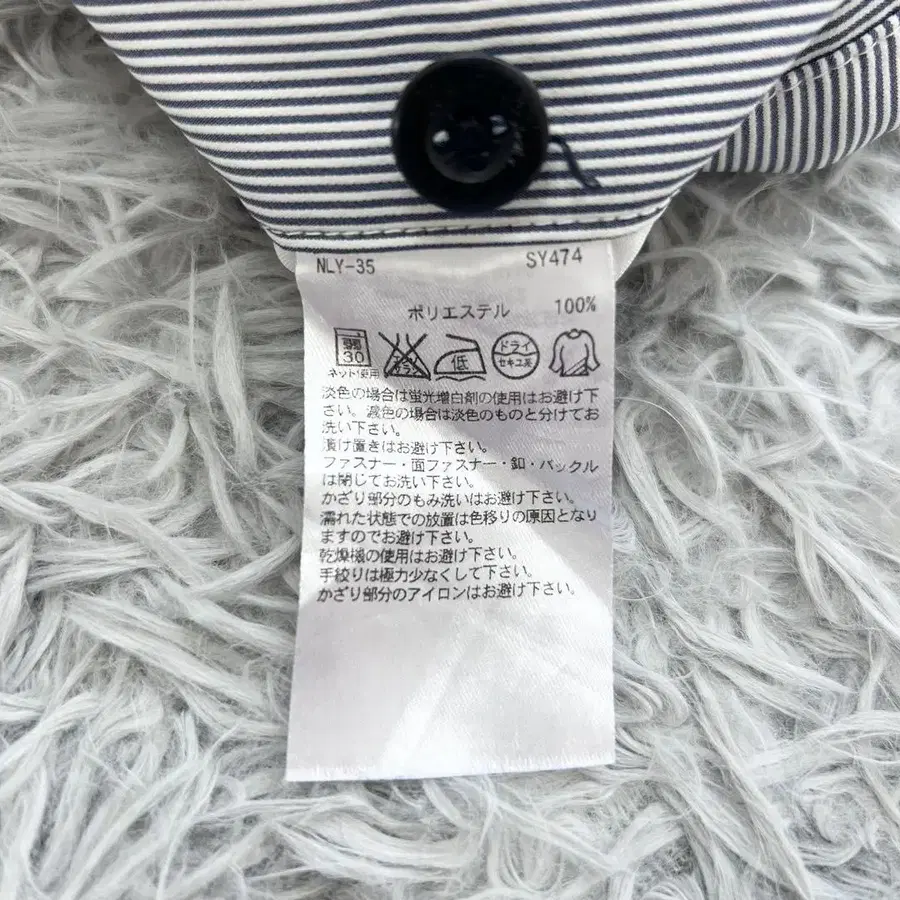 NLY-35 SY474
ポリエステル 100%
弱
30
ネット使用
低
ドライ
セキユ系
淡色の場合は蛍光増白剤の使用はお避け下
さい。濃色の場合は淡色のものと分けてお
洗い下さい。
漬け置きはお避け下さい。
ファスナー・面ファスナー・釦・バックル
は閉じてお洗い下さい。
かざり部分のもみ洗いはお避け下さい。
濡れた状態での放置は色移りの原因となり
ますのでお避け下さい。
乾燥機の使用はお避け下さい。
手絞りは極力少なくして下さい。
かざり部分のアイロンはお避け下さい。